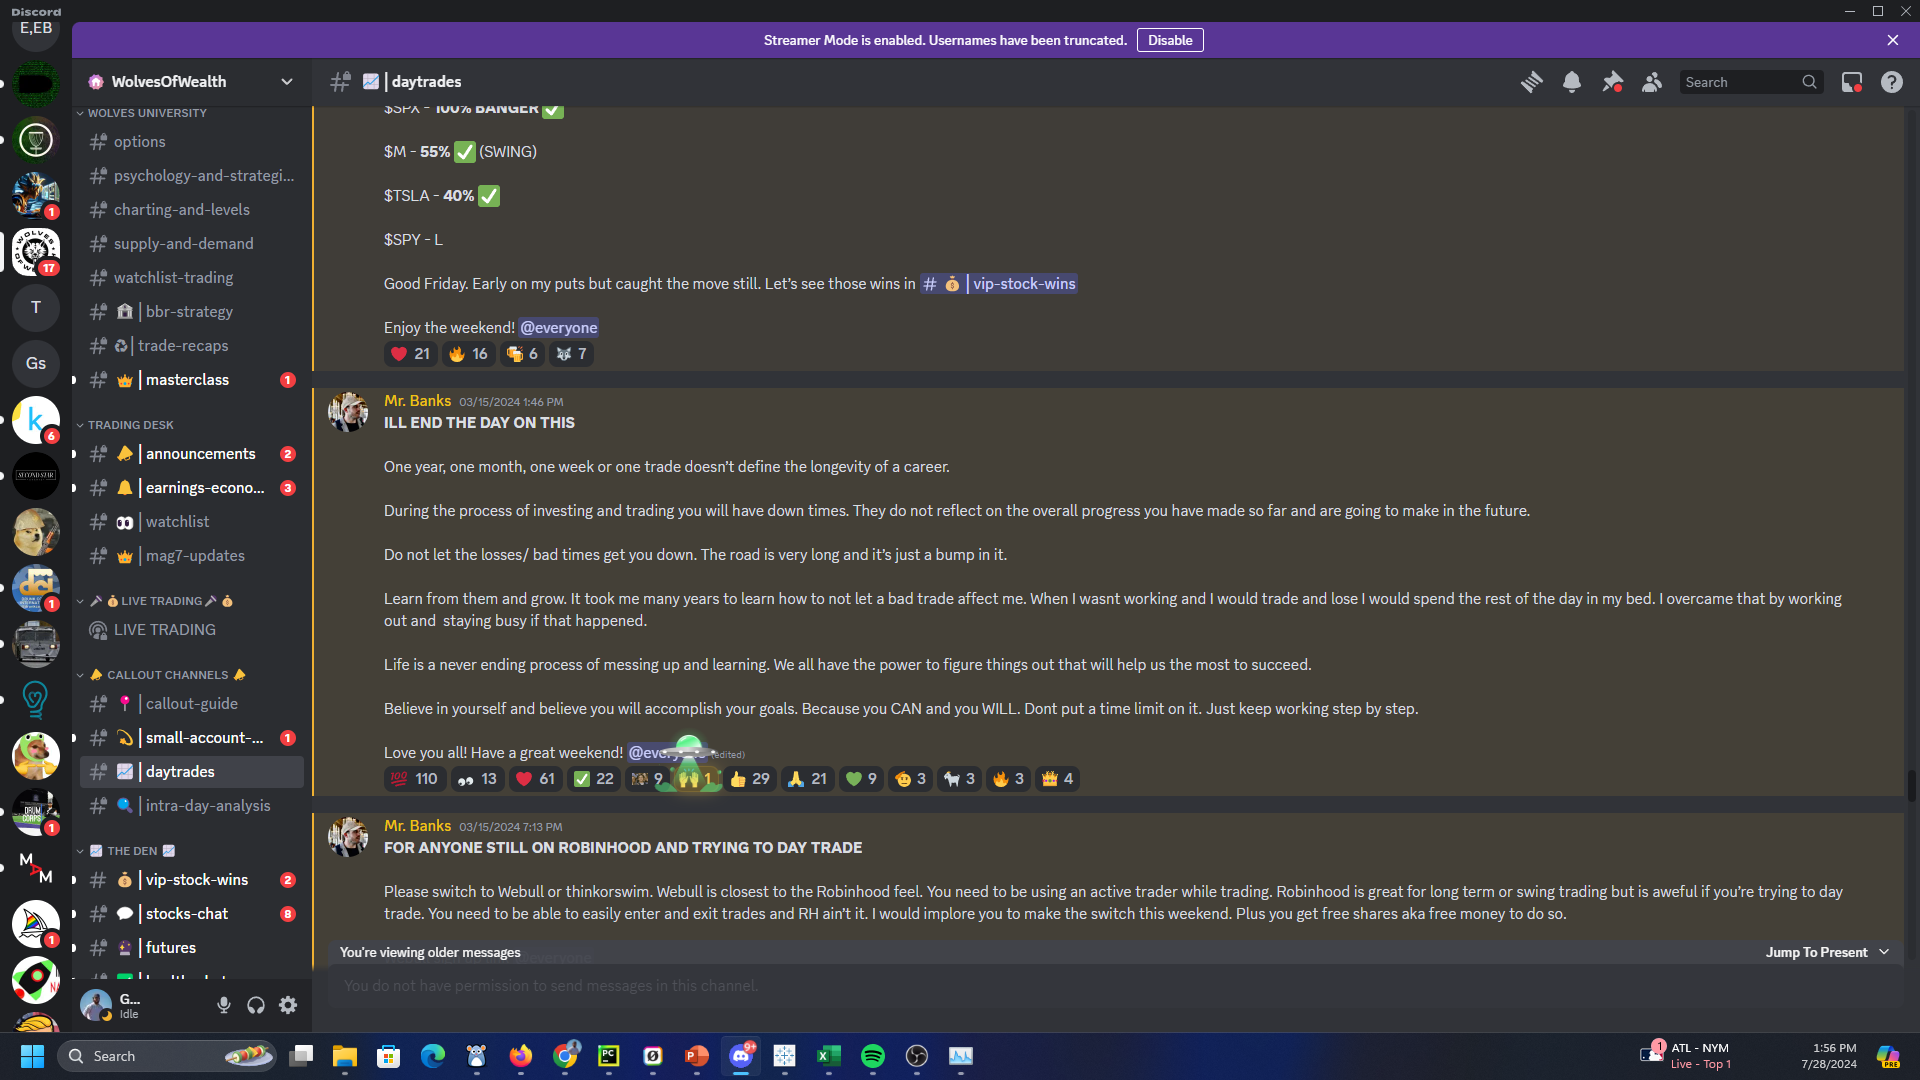 Discord
E,EB
Streamer Mode is enabled. Usernames have been truncated.
Disable
WolvesOfWealth
| daytrades
Search
1
17
T
Gs
k
6
SECOND STAR
1
1
MAM
1
WOLVES UNIVERSITY
options
psychology-and-strategi...
charting-and-levels
supply-and-demand
watchlist-trading
| bbr-strategy
| trade-recaps
| masterclass 1
TRADING DESK
| announcements 2
| earnings-econo... 3
| watchlist
| mag7-updates
LIVE TRADING
LIVE TRADING
CALLOUT CHANNELS
| callout-guide
| small-account-... 1
| daytrades
| intra-day-analysis
THE DEN
| vip-stock-wins 2
| stocks-chat 8
futures
G...
Idle
$SPX - 100% BANGER ✅
$M - 55% ✅ (SWING)
$TSLA - 40% ✅
$SPY - L
Good Friday. Early on my puts but caught the move still. Let’s see those wins in # 💰 | vip-stock-wins
Enjoy the weekend! @everyone
❤️ 21 🔥 16 🍻 6 🐺 7
Mr. Banks 03/15/2024 1:46 PM
ILL END THE DAY ON THIS
One year, one month, one week or one trade doesn’t define the longevity of a career.
During the process of investing and trading you will have down times. They do not reflect on the overall progress you have made so far and are going to make in the future.
Do not let the losses/ bad times get you down. The road is very long and it’s just a bump in it.
Learn from them and grow. It took me many years to learn how to not let a bad trade affect me. When I wasnt working and I would trade and lose I would spend the rest of the day in my bed. I overcame that by working
out and  staying busy if that happened.
Life is a never ending process of messing up and learning. We all have the power to figure things out that will help us the most to succeed.
Believe in yourself and believe you will accomplish your goals. Because you CAN and you WILL. Dont put a time limit on it. Just keep working step by step.
Love you all! Have a great weekend! (edited)
💯 110 👀 13 ❤️ 61 ✅ 22 9 🙌 1 👍 29 🙏 21 💚 9 🫡 3 🐐 3 🔥 3 👑 4
Mr. Banks 03/15/2024 7:13 PM
FOR ANYONE STILL ON ROBINHOOD AND TRYING TO DAY TRADE
Please switch to Webull or thinkorswim. Webull is closest to the Robinhood feel. You need to be using an active trader while trading. Robinhood is great for long term or swing trading but is aweful if you’re trying to day
trade. You need to be able to easily enter and exit trades and RH ain’t it. I would implore you to make the switch this weekend. Plus you get free shares aka free money to do so.
You're viewing older messages
Jump To Present
You do not have permission to send messages in this channel.
Search
PC
9+
1
ATL - NYM
Live - Top 1
1:56 PM
7/28/2024
PRE